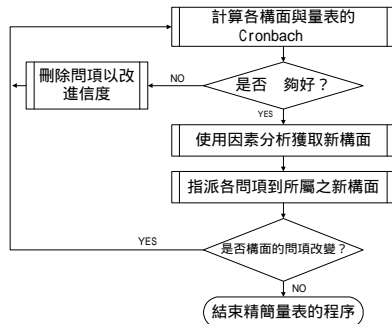 計算各構面與量表的
Cronbach
是否　夠好？
NO
刪除問項以改
進信度
YES
使用因素分析獲取新構面
指派各問項到所屬之新構面
是否構面的問項改變？
YES
NO
結束精簡量表的程序